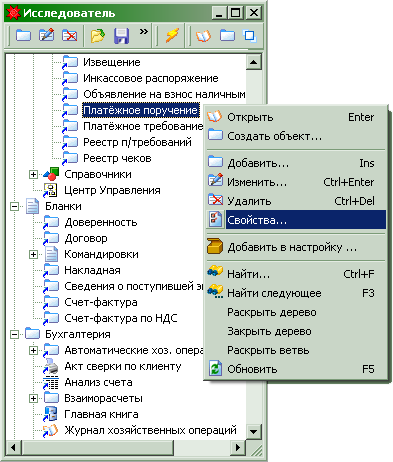 Исследователь
»
Извещение
Инкассовое распоряжение
Объявление на взнос наличным
Платёжное поручение
Платёжное требование
Реестр п/требований
Реестр чеков
Справочники
Центр Управления
Бланки
Доверенность
Договор
Командировки
Накладная
Сведения о поступившей
Счет-фактура
Счет-фактура по НДС
Бухгалтерия
Автоматические хоз. опера
Акт сверки по клиенту
Анализ счета
Взаиморасчеты
Главная книга
Журнал хозяйственных операций
Открыть Enter
Создать объект...
Добавить... Ins
Изменить... Ctrl+Enter
Удалить Ctrl+Del
Свойства...
Добавить в настройку ...
Найти... Ctrl+F
Найти следующее F3
Раскрыть дерево
Закрыть дерево
Раскрыть ветвь
Обновить F5